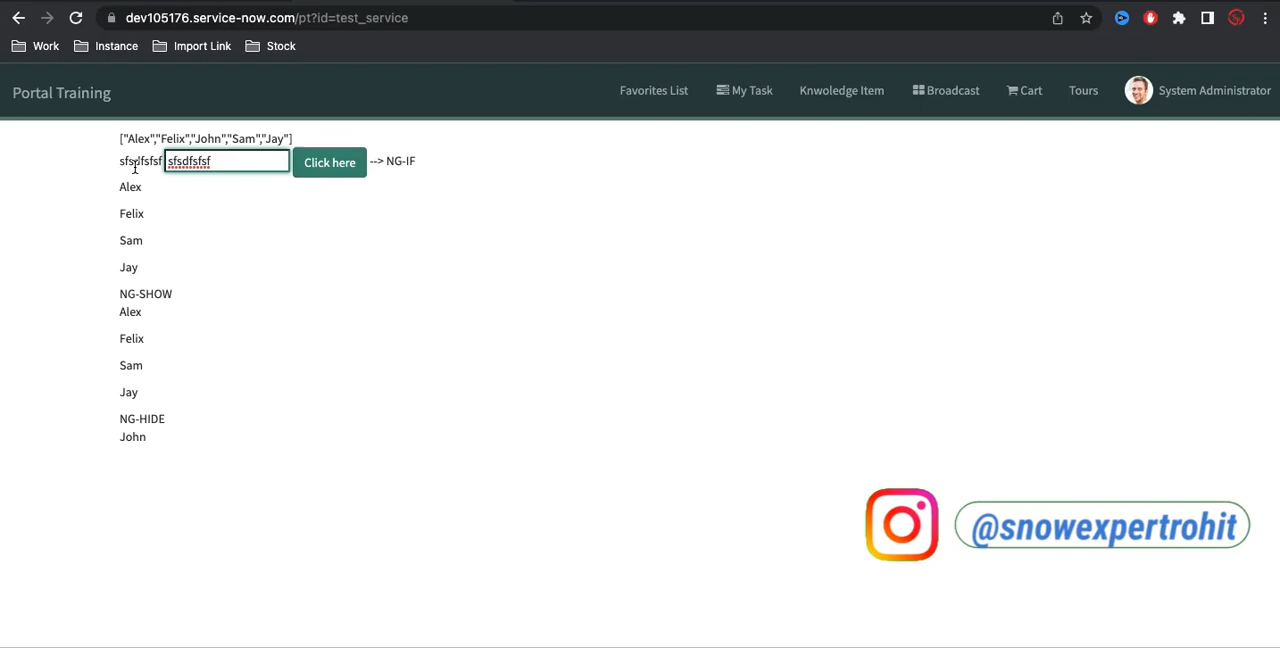 dev105176.service-now.com/pt?id=test_service
Work Instance Import Link Stock
Portal Training Favorites List My Task Knwoledge Item Broadcast Cart Tours System Administrator
["Alex","Felix","John","Sam","Jay"]
sfsdfsfsf sfsdfsfsf Click here --> NG-IF
Alex
Felix
Sam
Jay
NG-SHOW
Alex
Felix
Sam
Jay
NG-HIDE
John
@snowexpertrohit